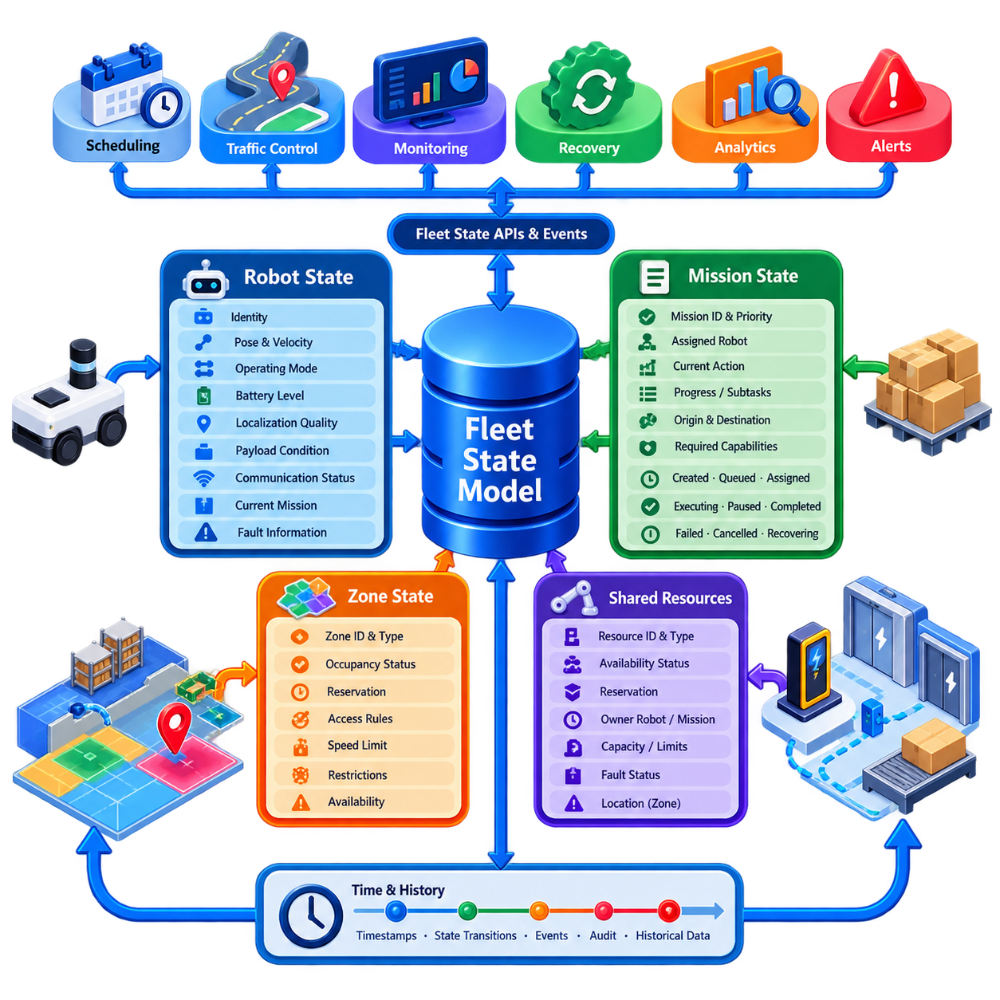 Scheduling
Traffic Control
Monitoring
Recovery
Analytics
Alerts
Fleet State APIs & Events
Robot State
Identity
Pose & Velocity
Operating Mode
Battery Level
Localization Quality
Payload Condition
Communication Status
Current Mission
Fault Information
Fleet
State
Model
Mission State
Mission ID & Priority
Assigned Robot
Current Action
Progress / Subtasks
Origin & Destination
Required Capabilities
Created · Queued · Assigned
Executing · Paused · Completed
Failed · Cancelled · Recovering
Zone State
Zone ID & Type
Occupancy Status
Reservation
Access Rules
Speed Limit
Restrictions
Availability
Shared Resources
Resource ID & Type
Availability Status
Reservation
Owner Robot / Mission
Capacity / Limits
Fault Status
Location (Zone)
Time & History
Timestamps · State Transitions · Events · Audit · Historical Data